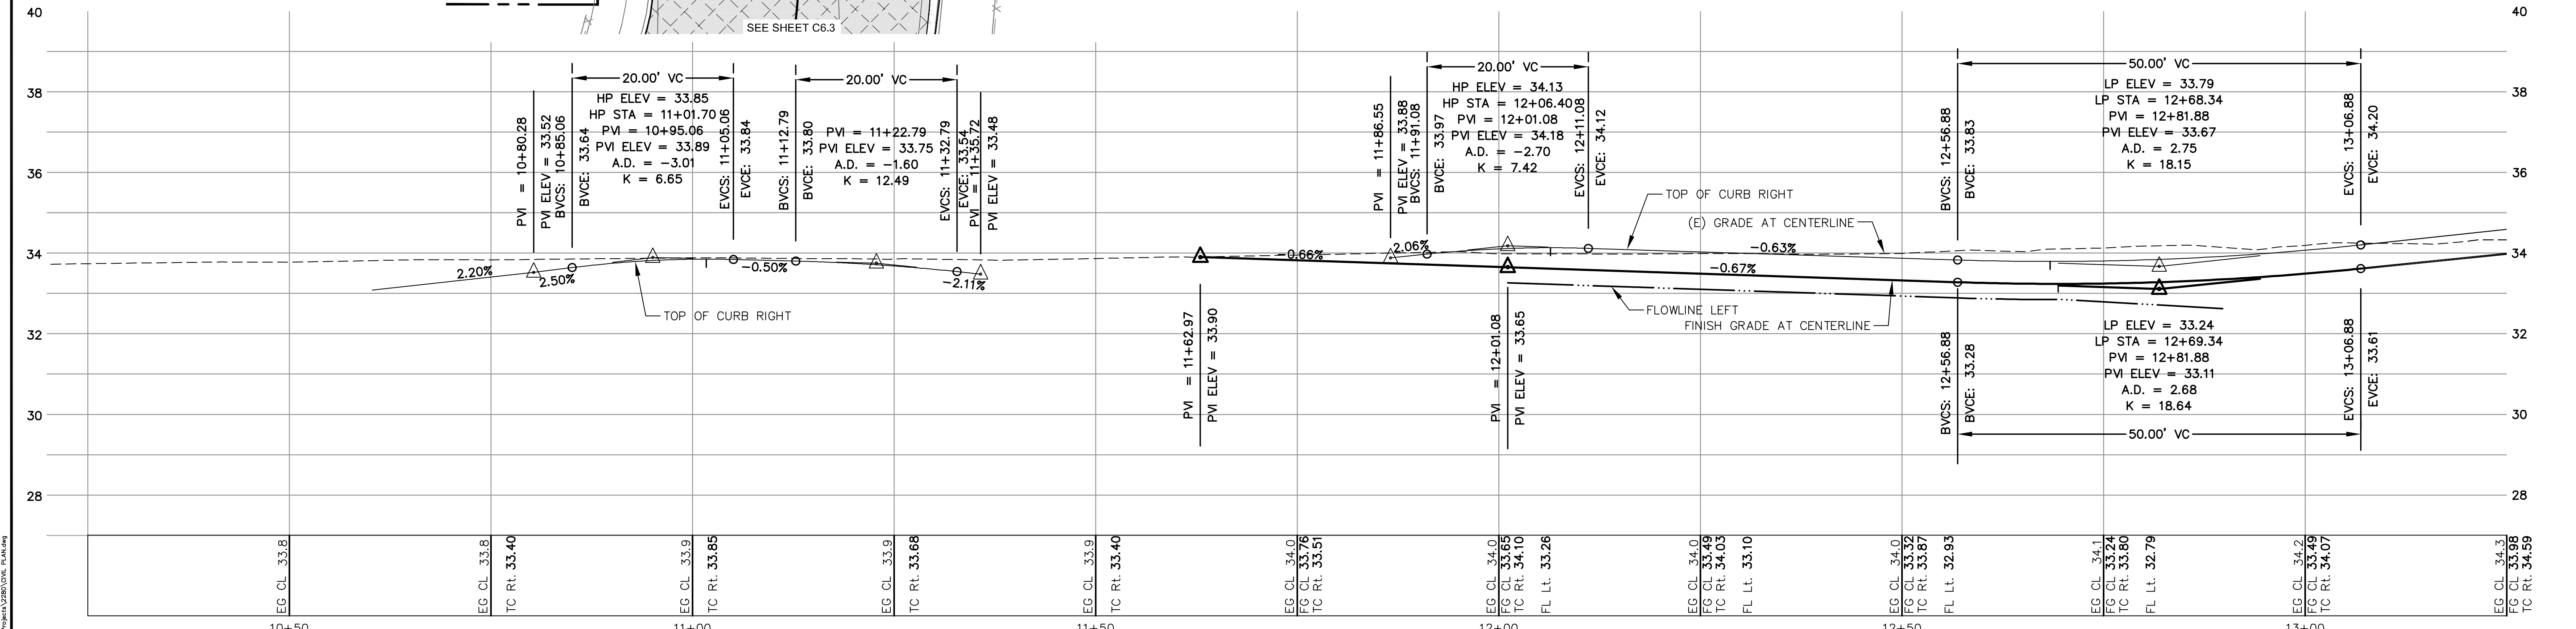 40
38
36
34
32
30
28
SEE SHEET C6.3
PVI = 10+80.28
PVI ELEV = 33.52
BVCS: 10+85.06
BVCE: 33.64
20.00' VC
HP ELEV = 33.85
HP STA = 11+01.70
PVI = 10+95.06
PVI ELEV = 33.89
A.D. = -3.01
K = 6.65
EVCS: 11+05.06
EVCE: 33.84
BVCS: 11+12.79
BVCE: 33.80
20.00' VC
PVI = 11+22.79
PVI ELEV = 33.75
A.D. = -1.60
K = 12.49
EVCS: 11+32.79
EVCE: 33.54
PVI = 11+35.72
PVI ELEV = 33.48
PVI = 11+86.55
PVI ELEV = 33.88
BVCS: 11+91.08
BVCE: 33.97
20.00' VC
HP ELEV = 34.13
HP STA = 12+06.40
PVI = 12+01.08
PVI ELEV = 34.18
A.D. = -2.70
K = 7.42
EVCS: 12+11.08
EVCE: 34.12
BVCS: 12+56.88
BVCE: 33.83
50.00' VC
LP ELEV = 33.79
LP STA = 12+68.34
PVI = 12+81.88
PVI ELEV = 33.67
A.D. = 2.75
K = 18.15
EVCS: 13+06.88
EVCE: 34.20
40
38
36
34
32
30
28
TOP OF CURB RIGHT
(E) GRADE AT CENTERLINE
2.20%
2.50%
-0.50%
-2.11%
-0.66%
2.06%
-0.63%
-0.67%
TOP OF CURB RIGHT
FLOWLINE LEFT
FINISH GRADE AT CENTERLINE
PVI = 11+62.97
PVI ELEV = 33.90
PVI = 12+01.08
PVI ELEV = 33.65
BVCS: 12+56.88
BVCE: 33.28
LP ELEV = 33.24
LP STA = 12+69.34
PVI = 12+81.88
PVI ELEV = 33.11
A.D. = 2.68
K = 18.64
50.00' VC
EVCS: 13+06.88
EVCE: 33.61
EG CL 33.8
EG CL 33.8
TC Rt. 33.40
EG CL 33.9
TC Rt. 33.85
EG CL 33.9
TC Rt. 33.68
EG CL 33.9
TC Rt. 33.40
EG CL 34.0
FG CL 33.76
TC Rt. 33.51
EG CL 34.0
FG CL 33.65
TC Rt. 34.10
FL Lt. 33.26
EG CL 34.0
FG CL 33.49
TC Rt. 34.03
FL Lt. 33.10
EG CL 34.0
FG CL 33.32
TC Rt. 33.87
FL Lt. 32.93
EG CL 34.1
FG CL 33.24
TC Rt. 33.80
FL Lt. 32.79
EG CL 34.2
FG CL 33.49
TC Rt. 34.07
EG CL 34.3
FG CL 33.98
TC Rt. 34.59
10+50
11+00
11+50
12+00
12+50
13+00
Projects\2280\CIVIL PLAN.dwg